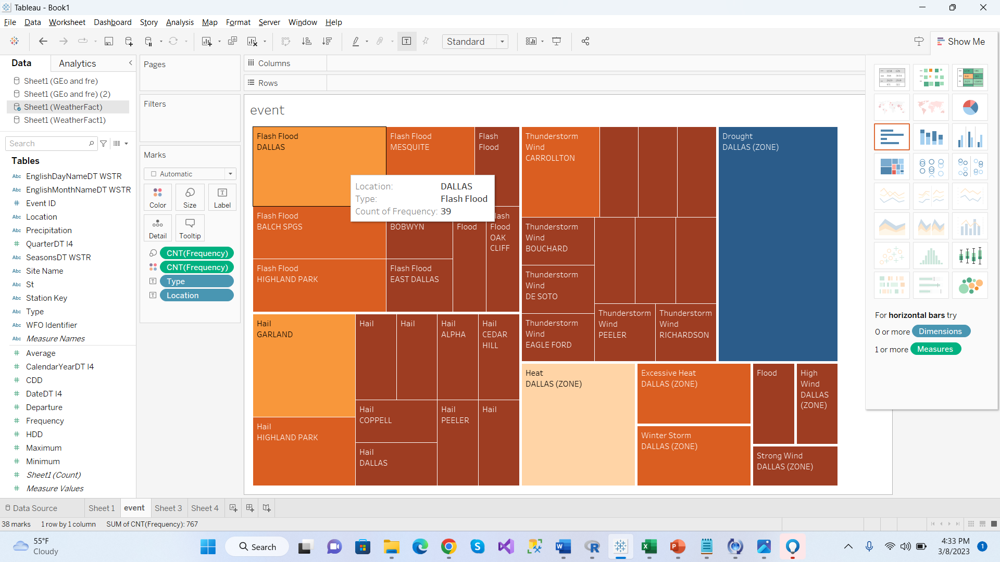 Tableau - Book1
File Data Worksheet Dashboard Story Analysis Map Format Server Window Help
Standard
Show Me
Data Analytics
Sheet1 (GEo and fre)
Sheet1 (GEo and fre) (2)
Sheet1 (WeatherFact)
Sheet1 (WeatherFact1)
Search
Tables
Abc EnglishDayNameDT WSTR
Abc EnglishMonthNameDT WSTR
# Event ID
Abc Location
Abc Precipitation
# QuarterDT I4
Abc SeasonsDT WSTR
Abc Site Name
Abc St
Abc Station Key
Abc Type
Abc WFO Identifier
Abc Measure Names
# Average
# CalendarYearDT I4
# CDD
# DateDT I4
# Departure
# Frequency
# HDD
# Maximum
# Minimum
# Sheet1 (Count)
# Measure Values
Pages
Filters
Marks
Automatic
Color Size Label
Detail Tooltip
CNT(Frequency)
CNT(Frequency)
Type
Location
Columns
Rows
event
Flash Flood
DALLAS
Flash Flood
MESQUITE
Flash
Flood
Location: DALLAS
Type: Flash Flood
Count of Frequency: 39
Flash Flood
BALCH SPGS
BOBWYN
Flood
Flood
OAK
CLIFF
Flash Flood
HIGHLAND PARK
Flash Flood
EAST DALLAS
Hail
GARLAND
Hail
Hail
Hail
ALPHA
Hail
CEDAR
HILL
Hail
HIGHLAND PARK
Hail
COPPELL
Hail
PEELER
Hail
Hail
DALLAS
Thunderstorm
Wind
CARROLLTON
Thunderstorm
Wind
BOUCHARD
Thunderstorm
Wind
DE SOTO
Thunderstorm
Wind
EAGLE FORD
Thunderstorm
Wind
PEELER
Thunderstorm
Wind
RICHARDSON
Drought
DALLAS (ZONE)
Heat
DALLAS (ZONE)
Excessive Heat
DALLAS (ZONE)
Winter Storm
DALLAS (ZONE)
Flood
High
Wind
DALLAS
(ZONE)
Strong Wind
DALLAS (ZONE)
For horizontal bars try
0 or more Dimensions
1 or more Measures
Data Source Sheet 1 event Sheet 3 Sheet 4
38 marks 1 row by 1 column SUM of CNT(Frequency): 767
55°F
Cloudy
Search
4:33 PM
3/8/2023
1